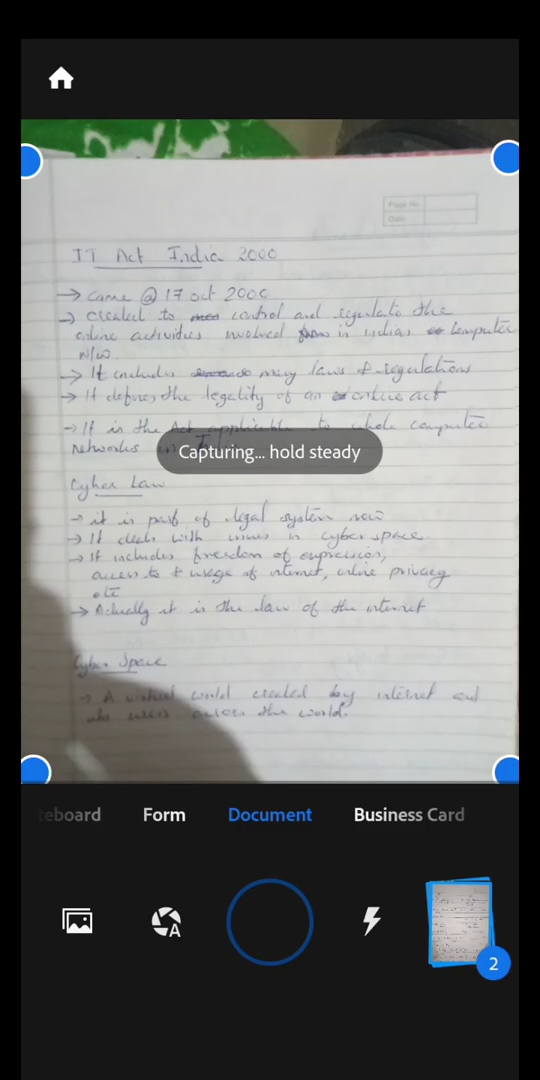 Page No
Date
IT Act India 2000
→ came @ 17 oct 2000
→ created to control and regulate the
online activities involved in indias computer
N/w.
→ It includes many laws & regulations
→ It defines the legality of an online act
→ It is the applicable to whole computer
Networks in
Capturing... hold steady
Cyber Law
→ it is part of legal system now
→ It deals with issues in cyber space
→ It includes freedom of expression,
access to & usage of internet, online privacy
etc
→ Actually it is the law of the internet
Cyber Space
→ A virtual world created by internet and
its users across the world.
teboard Form Document Business Card
A
2